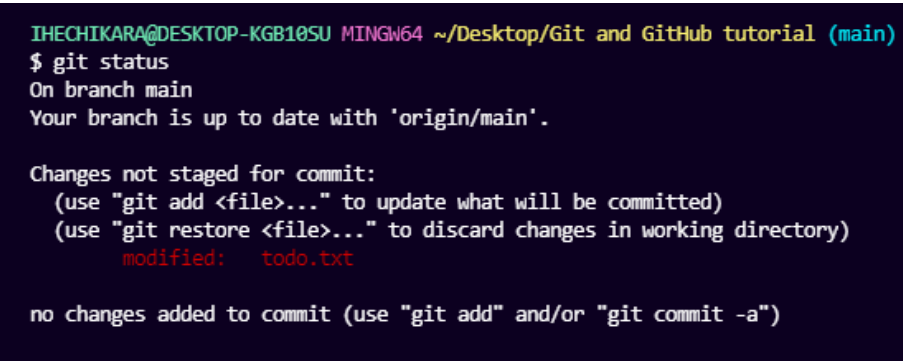 IHECHIKARA@DESKTOP-KGB10SU MINGW64 ~/Desktop/Git and GitHub tutorial (main)
$ git status
On branch main
Your branch is up to date with 'origin/main'.

Changes not staged for commit:
  (use "git add <file>..." to update what will be committed)
  (use "git restore <file>..." to discard changes in working directory)
        modified:   todo.txt

no changes added to commit (use "git add" and/or "git commit -a")